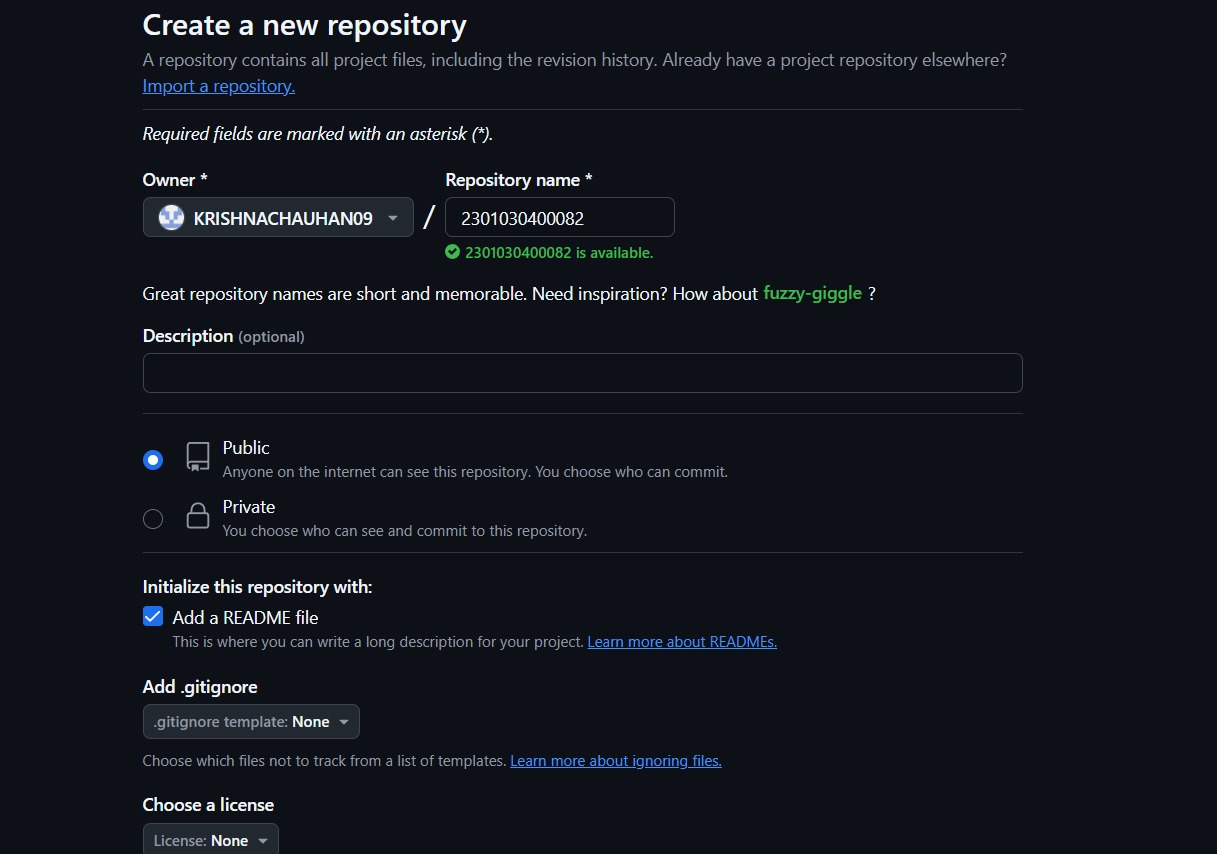 Create a new repository
A repository contains all project files, including the revision history. Already have a project repository elsewhere?
Import a repository.
Required fields are marked with an asterisk (*).
Owner *
Repository name *
KRISHNACHAUHAN09
/
2301030400082
2301030400082 is available.
Great repository names are short and memorable. Need inspiration? How about fuzzy-giggle ?
Description (optional)
Public
Anyone on the internet can see this repository. You choose who can commit.
Private
You choose who can see and commit to this repository.
Initialize this repository with:
Add a README file
This is where you can write a long description for your project. Learn more about READMEs.
Add .gitignore
.gitignore template: None
Choose which files not to track from a list of templates. Learn more about ignoring files.
Choose a license
License: None